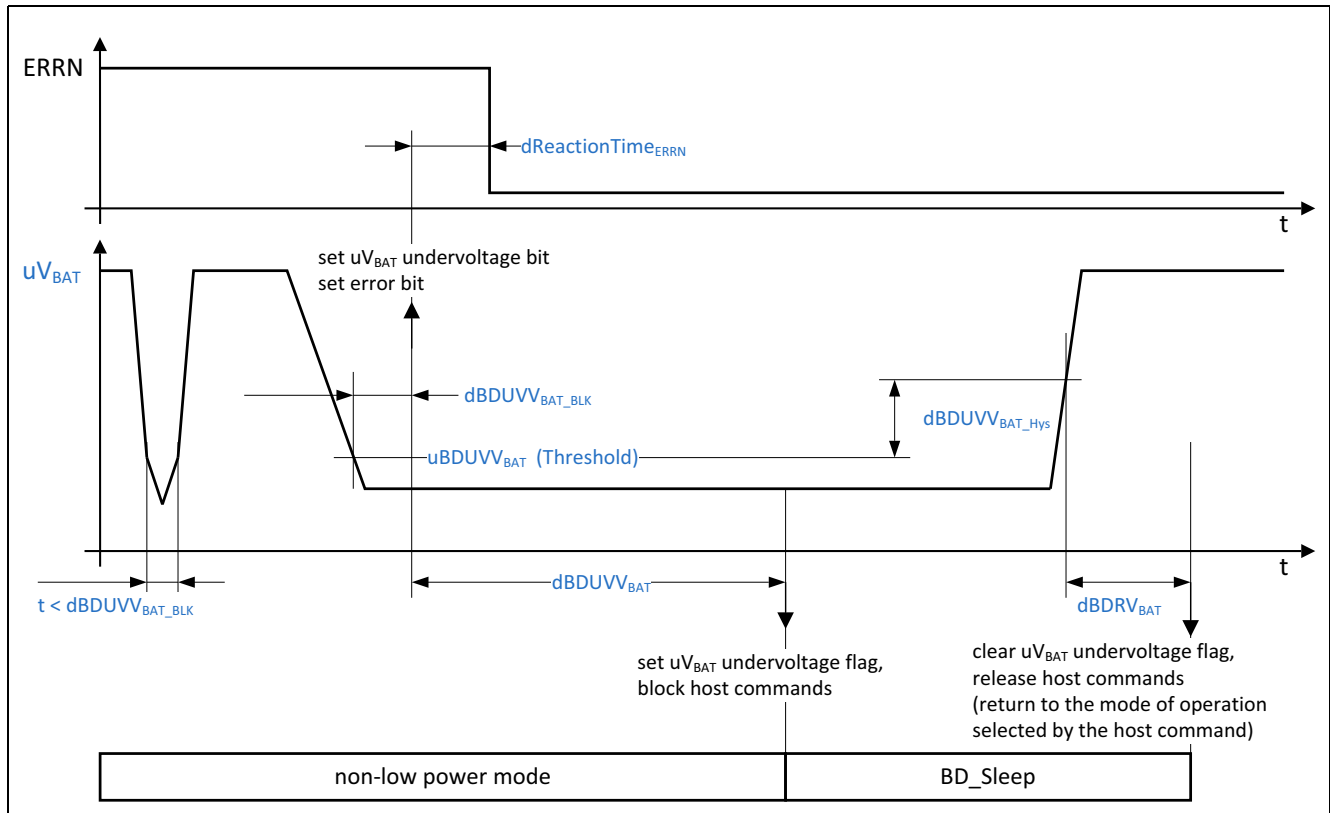 ERRN
dReactionTimeERRN
t
uVBAT
set uVBAT undervoltage bit
set error bit
dBDUVVBAT_BLK
dBDUVVBAT_Hys
uBDUVVBAT (Threshold)
t
t < dBDUVVBAT_BLK
dBDUVVBAT
dBDRVBAT
set uVBAT undervoltage flag,
block host commands
clear uVBAT undervoltage flag,
release host commands
(return to the mode of operation
selected by the host command)
non-low power mode
BD_Sleep